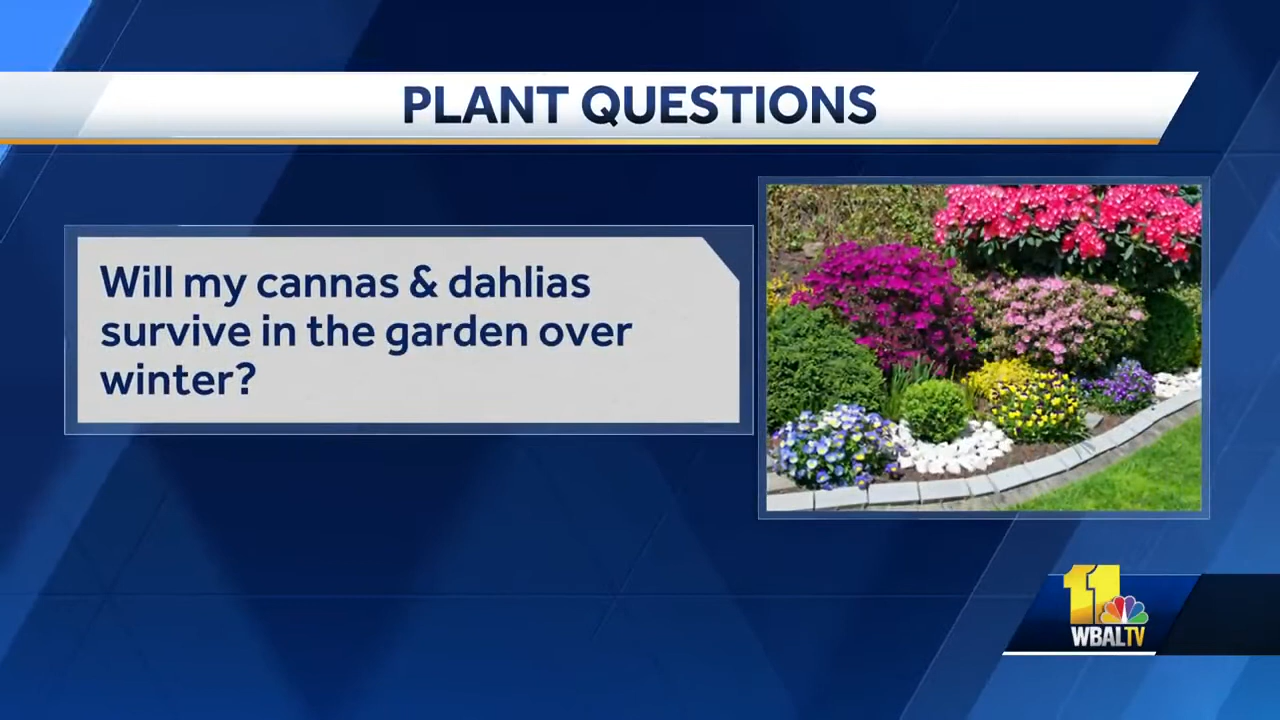 PLANT QUESTIONS
Will my cannas & dahlias
survive in the garden over
winter?
11
WBALTV